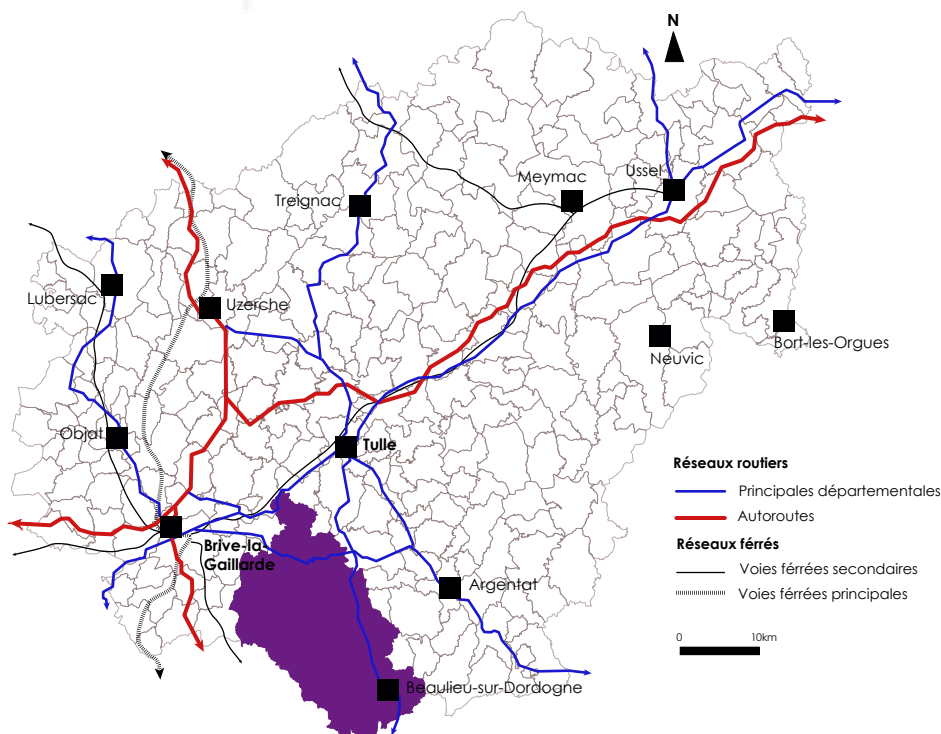 N
Ussel
Meymac
Treignac
Lubersac
Uzerche
Bort-les-Orgues
Neuvic
Objat
Tulle
Réseaux routiers
Principales départementales
Autoroutes
Réseaux férrés
Voies férrées secondaires
Voies férrées principales
Brive-la-
Gaillarde
Argentat
0 10km
Beaulieu-sur-Dordogne